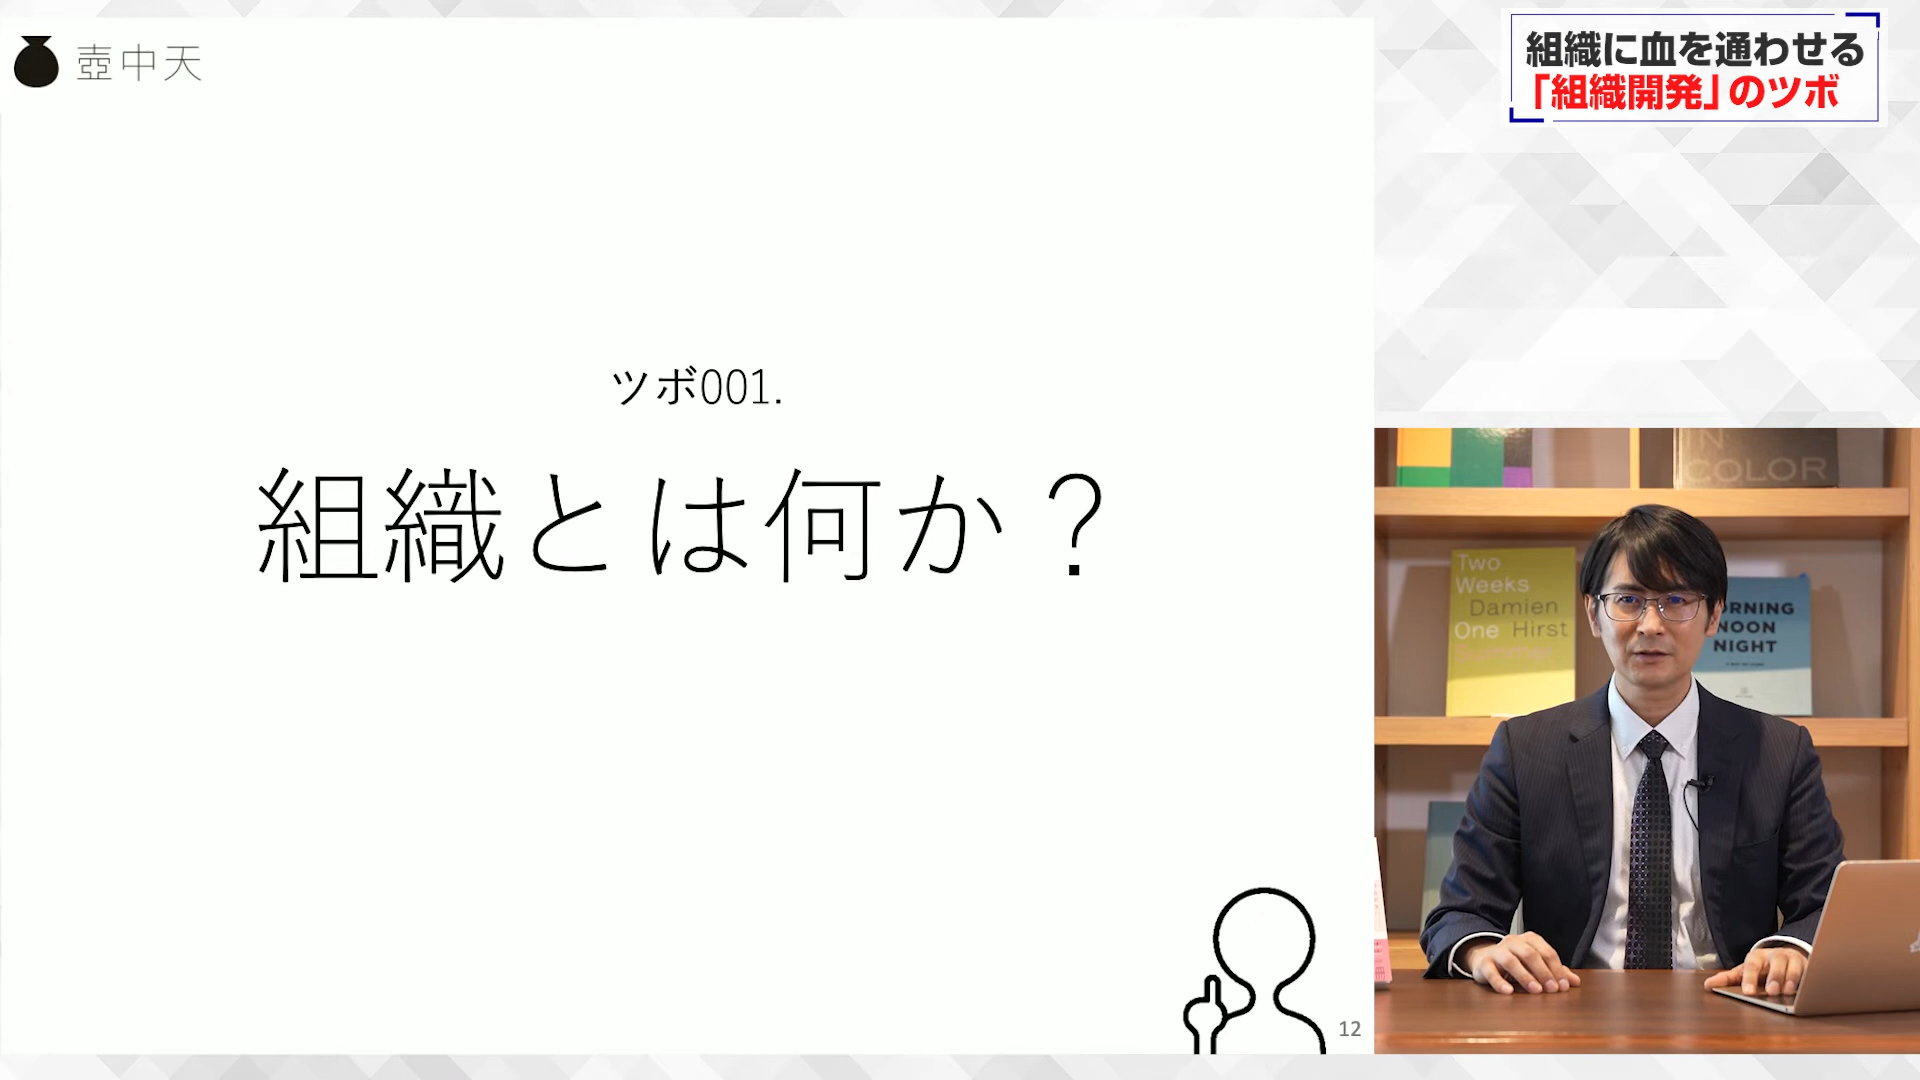 壺中天
組織に血を通わせる
「組織開発」のツボ
ツボ001.
組織とは何か？
12
COLOR
Two
Weeks
Damien
One Hirst
Summer
ORNING
NOON
NIGHT